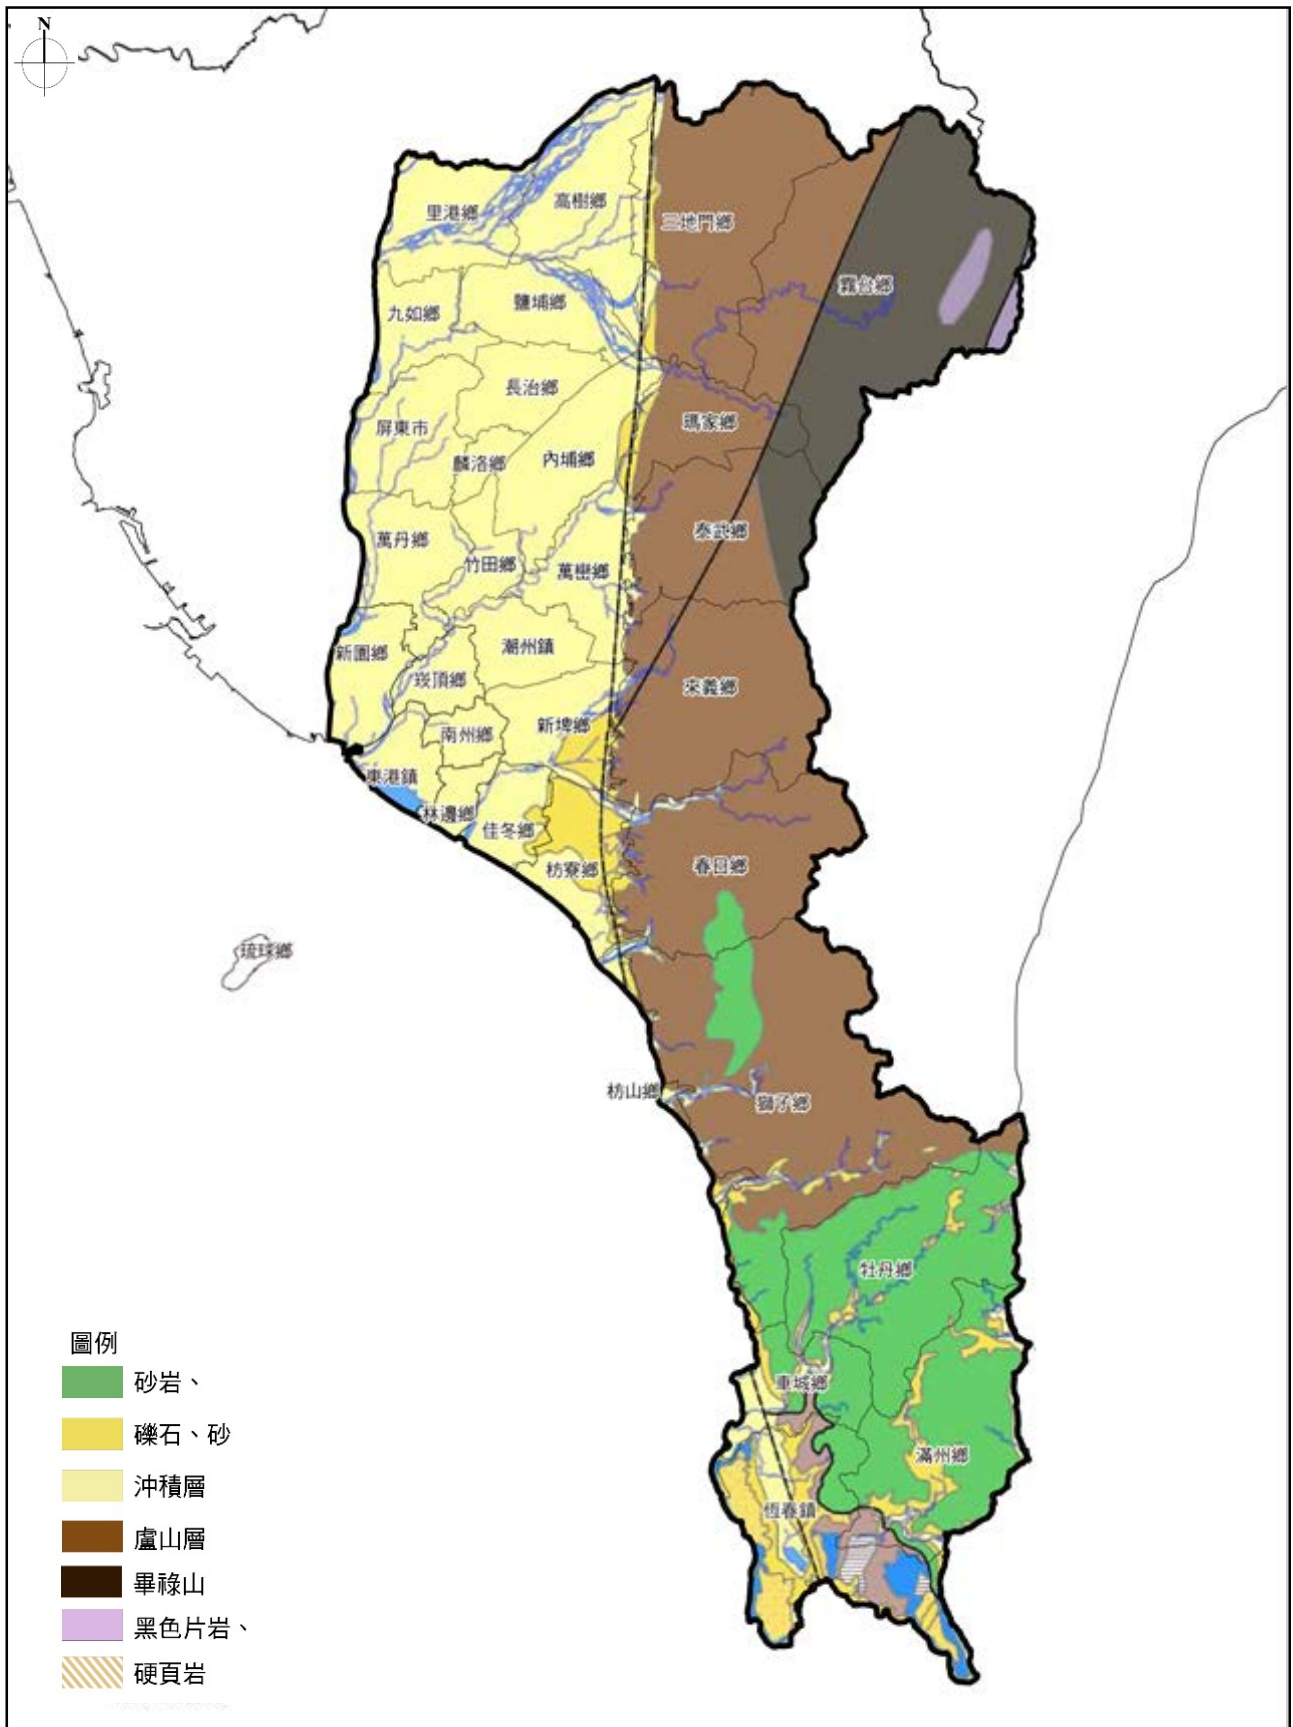 N
里港鄉
高樹鄉
三地門鄉
霧台鄉
九如鄉
鹽埔鄉
長治鄉
屏東市
麟洛鄉
內埔鄉
瑪家鄉
萬丹鄉
竹田鄉
萬巒鄉
泰武鄉
新園鄉
崁頂鄉
潮州鎮
來義鄉
南州鄉
新埤鄉
東港鎮
林邊鄉
佳冬鄉
枋寮鄉
春日鄉
琉球鄉
枋山鄉
獅子鄉
牡丹鄉
車城鄉
滿州鄉
恆春鎮
圖例
砂岩、
礫石、砂
沖積層
盧山層
畢祿山
黑色片岩、
硬頁岩